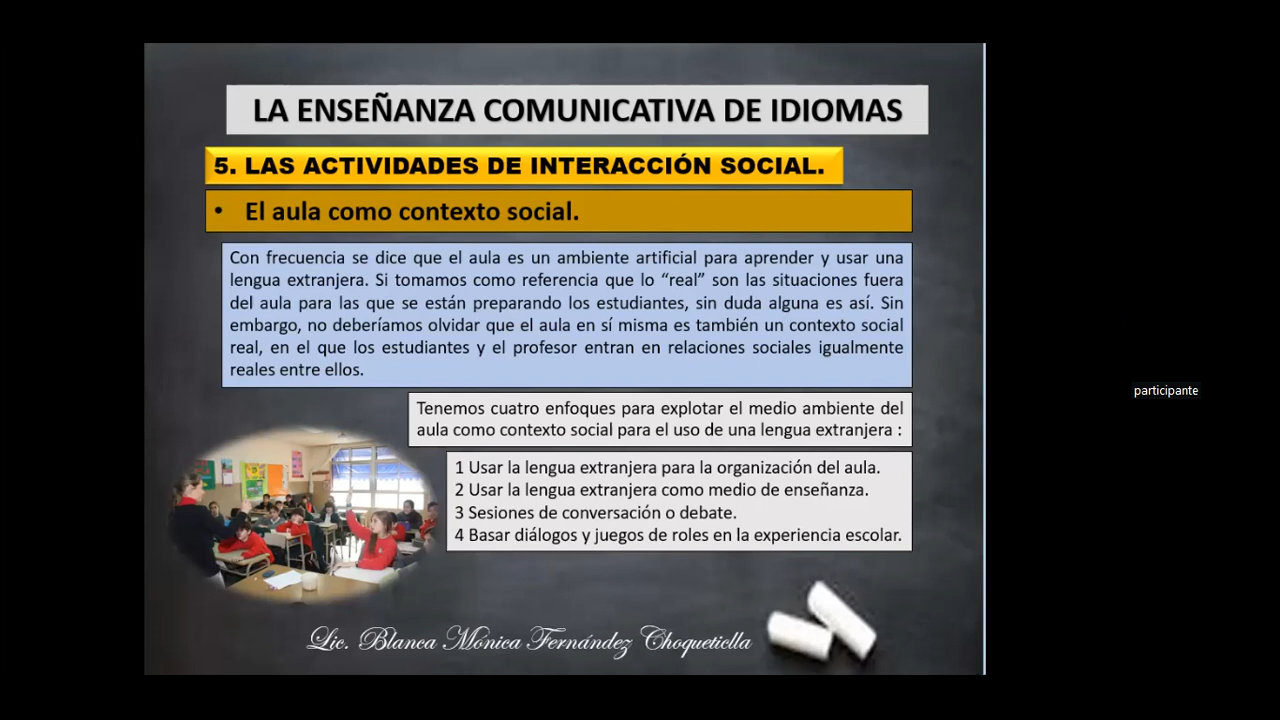 LA ENSEÑANZA COMUNICATIVA DE IDIOMAS
5. LAS ACTIVIDADES DE INTERACCIÓN SOCIAL.
• El aula como contexto social.
Con frecuencia se dice que el aula es un ambiente artificial para aprender y usar una
lengua extranjera. Si tomamos como referencia que lo “real” son las situaciones fuera
del aula para las que se están preparando los estudiantes, sin duda alguna es así. Sin
embargo, no deberíamos olvidar que el aula en sí misma es también un contexto social
real, en el que los estudiantes y el profesor entran en relaciones sociales igualmente
reales entre ellos.
Tenemos cuatro enfoques para explotar el medio ambiente del
aula como contexto social para el uso de una lengua extranjera :
1 Usar la lengua extranjera para la organización del aula.
2 Usar la lengua extranjera como medio de enseñanza.
3 Sesiones de conversación o debate.
4 Basar diálogos y juegos de roles en la experiencia escolar.
Lic. Blanca Mónica Fernández Choqueticlla
participante